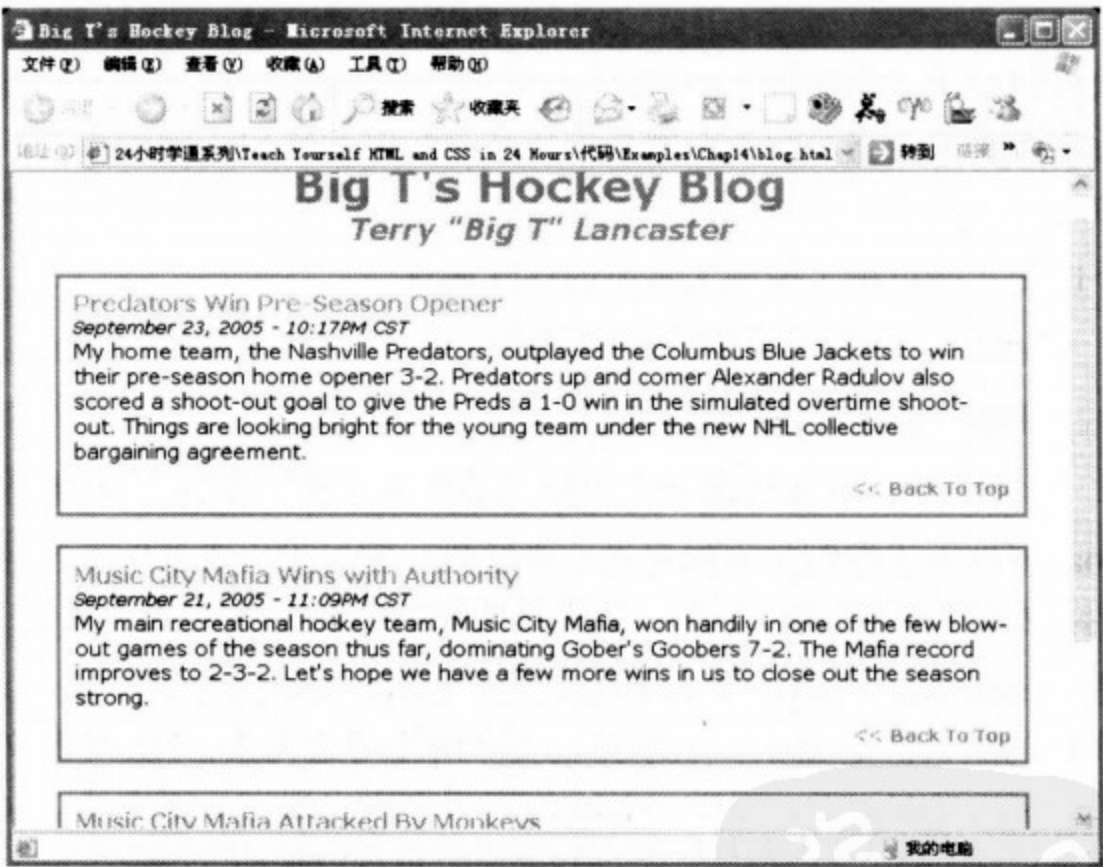 Big T's Hockey Blog - Microsoft Internet Explorer
文件(F) 编辑(E) 查看(V) 收藏(A) 工具(T) 帮助(H)
搜索 收藏夹
地址(D) 24小时学通系列\Teach Yourself HTML and CSS in 24 Hours\代码\Examples\Chap14\blog.html 转到 链接 »
Big T's Hockey Blog
Terry "Big T" Lancaster
Predators Win Pre-Season Opener
September 23, 2005 - 10:17PM CST
My home team, the Nashville Predators, outplayed the Columbus Blue Jackets to win
their pre-season home opener 3-2. Predators up and comer Alexander Radulov also
scored a shoot-out goal to give the Preds a 1-0 win in the simulated overtime shoot-
out. Things are looking bright for the young team under the new NHL collective
bargaining agreement.
<< Back To Top
Music City Mafia Wins with Authority
September 21, 2005 - 11:09PM CST
My main recreational hockey team, Music City Mafia, won handily in one of the few blow-
out games of the season thus far, dominating Gober's Goobers 7-2. The Mafia record
improves to 2-3-2. Let's hope we have a few more wins in us to close out the season
strong.
<< Back To Top
Music City Mafia Attacked By Monkeys
我的电脑